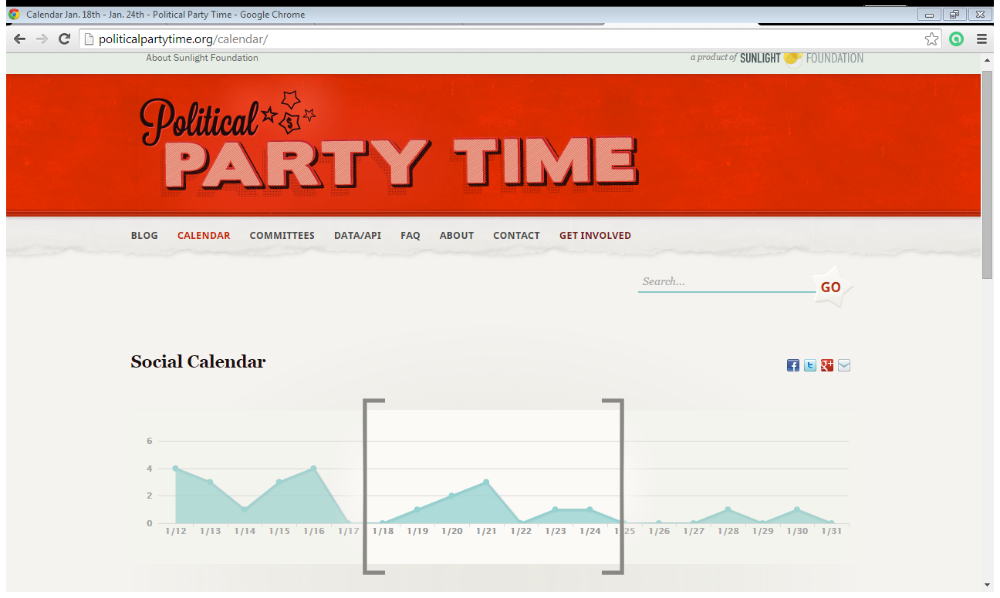 Calendar Jan. 18th - Jan. 24th - Political Party Time - Google Chrome
politicalpartytime.org/calendar/
About Sunlight Foundation a product of SUNLIGHT FOUNDATION
Political
$
PARTY TIME
BLOG CALENDAR COMMITTEES DATA/API FAQ ABOUT CONTACT GET INVOLVED
Search... GO
Social Calendar
6
4
2
0
1/12 1/13 1/14 1/15 1/16 1/17 1/18 1/19 1/20 1/21 1/22 1/23 1/24 1/25 1/26 1/27 1/28 1/29 1/30 1/31